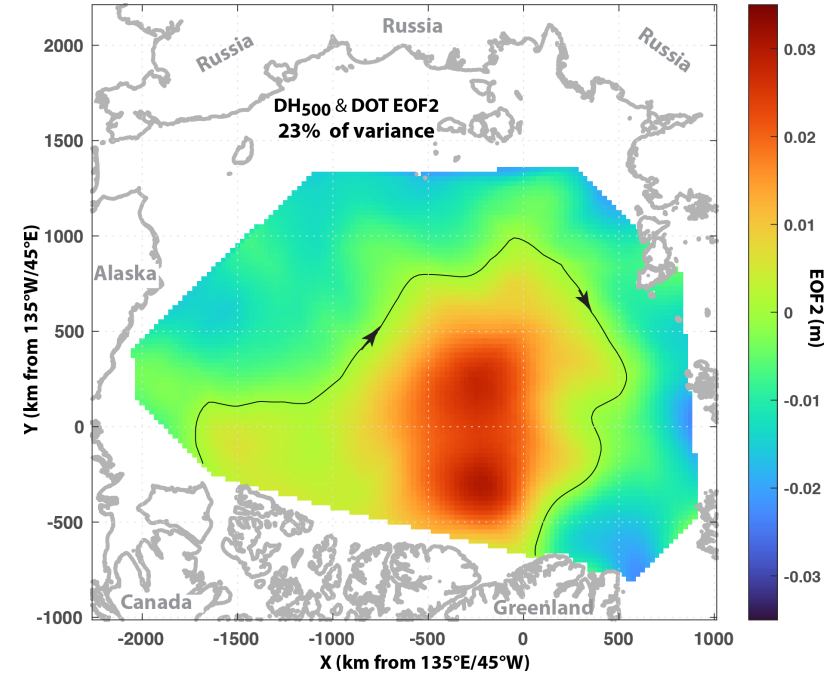 Russia
Russia
Russia
DH500 & DOT EOF2
23% of variance
Alaska
Canada
Greenland
2000
1500
1000
500
0
-500
-1000
Y (km from 135°W/45°E)
-2000 -1500 -1000 -500 0 500 1000
X (km from 135°E/45°W)
0.03
0.02
0.01
0
-0.01
-0.02
-0.03
EOF2 (m)